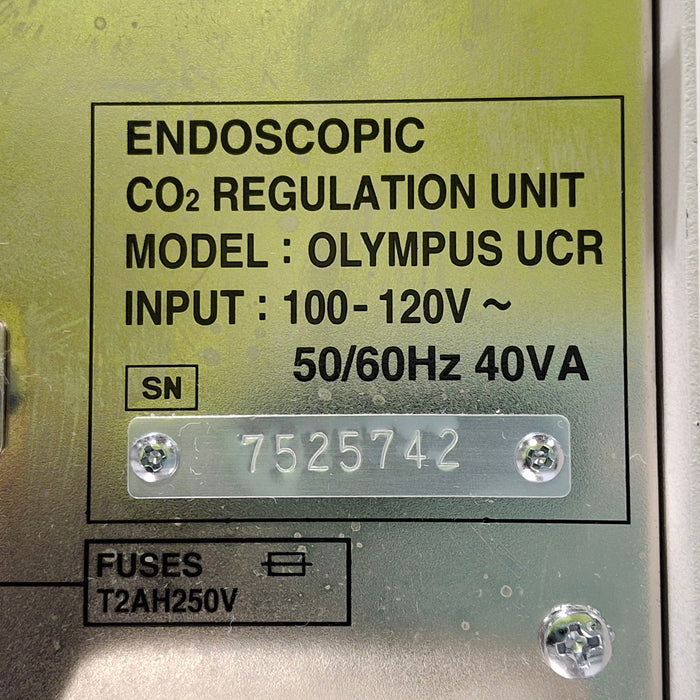 ENDOSCOPIC
CO₂ REGULATION UNIT
MODEL : OLYMPUS UCR
INPUT : 100-120V ~
50/60Hz 40VA
SN
7525742
FUSES
T2AH250V